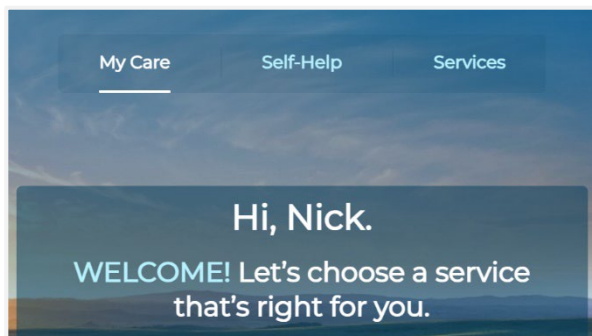 My Care Self-Help Services
Hi, Nick.
WELCOME! Let's choose a service
that's right for you.